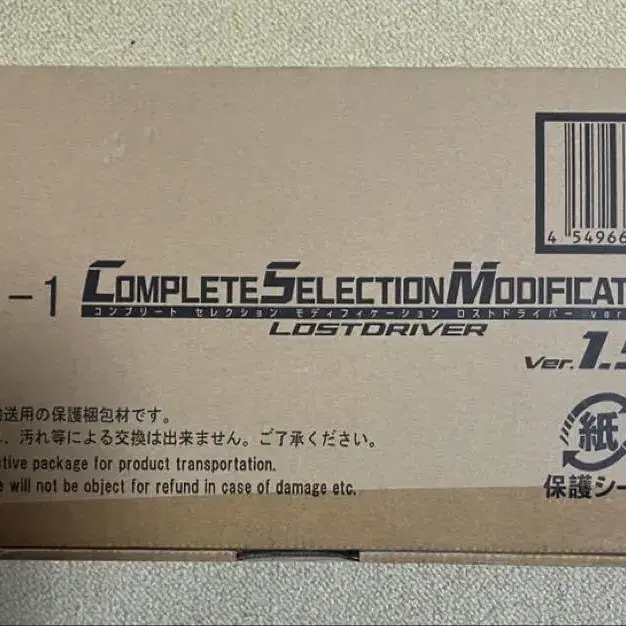 4 54966
-1 COMPLETE SELECTION MODIFICAT
コンプリート セレクション モディフィケーション ロストドライバー ver
LOSTDRIVER
Ver.1.5
送用の保護梱包材です。
、汚れ等による交換は出来ません。ご了承ください。
tive package for product transportation.
e will not be object for refund in case of damage etc.
紙
保護シー